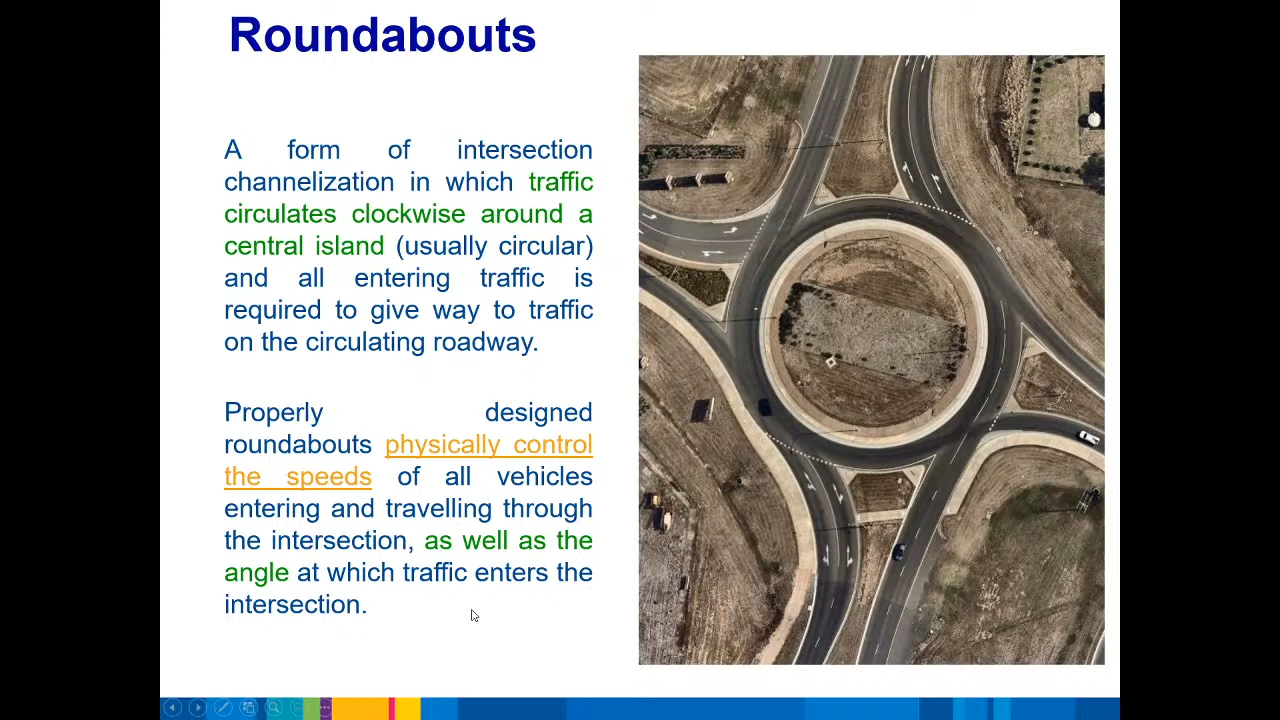 Roundabouts
A form of intersection
channelization in which traffic
circulates clockwise around a
central island (usually circular)
and all entering traffic is
required to give way to traffic
on the circulating roadway.
Properly designed
roundabouts physically control
the speeds of all vehicles
entering and travelling through
the intersection, as well as the
angle at which traffic enters the
intersection.